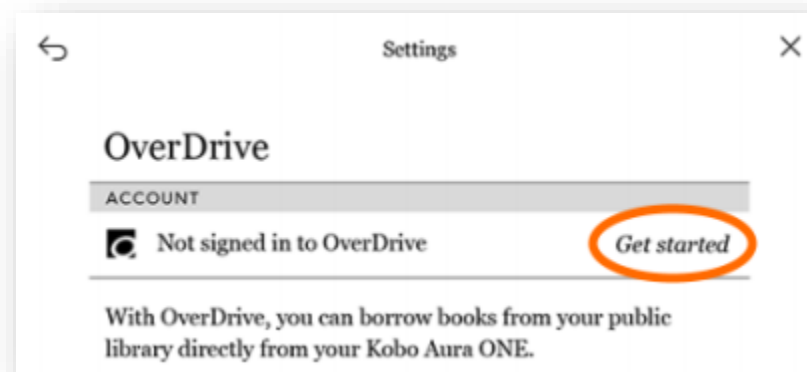 Settings
OverDrive
ACCOUNT
Not signed in to OverDrive Get started
With OverDrive, you can borrow books from your public
library directly from your Kobo Aura ONE.